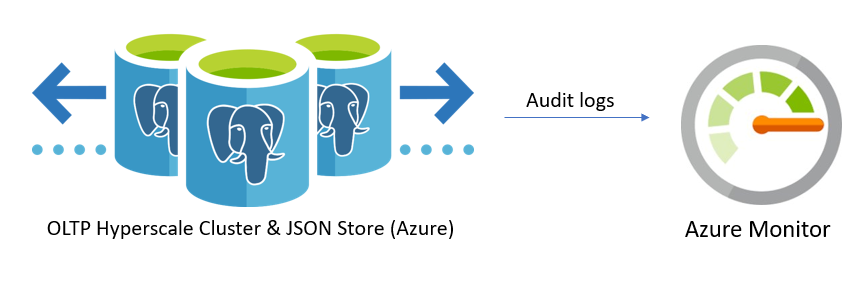 Audit logs
OLTP Hyperscale Cluster & JSON Store (Azure)
Azure Monitor